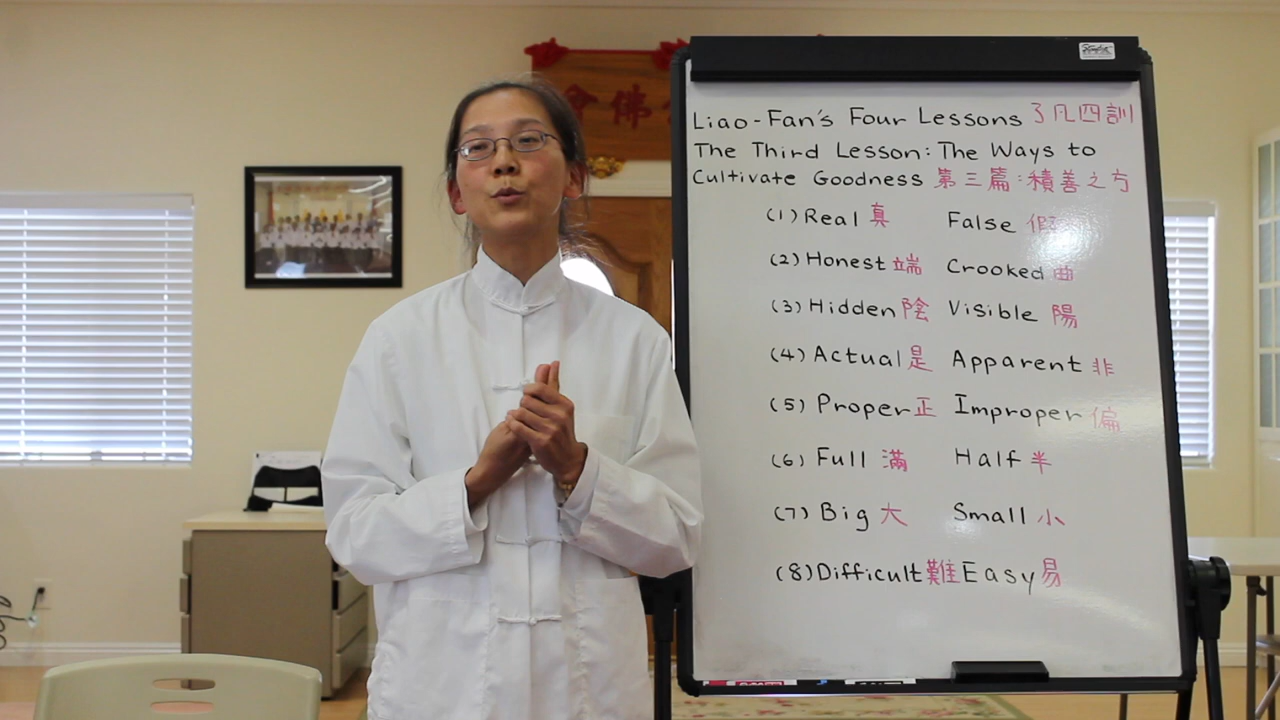 會佛
Liao-Fan's Four Lessons 了凡四訓
The Third Lesson: The Ways to
Cultivate Goodness 第三篇:積善之方
(1) Real 真 False 假
(2) Honest 端 Crooked 曲
(3) Hidden 陰 Visible 陽
(4) Actual 是 Apparent 非
(5) Proper 正 Improper 偏
(6) Full 滿 Half 半
(7) Big 大 Small 小
(8) Difficult 難 Easy 易